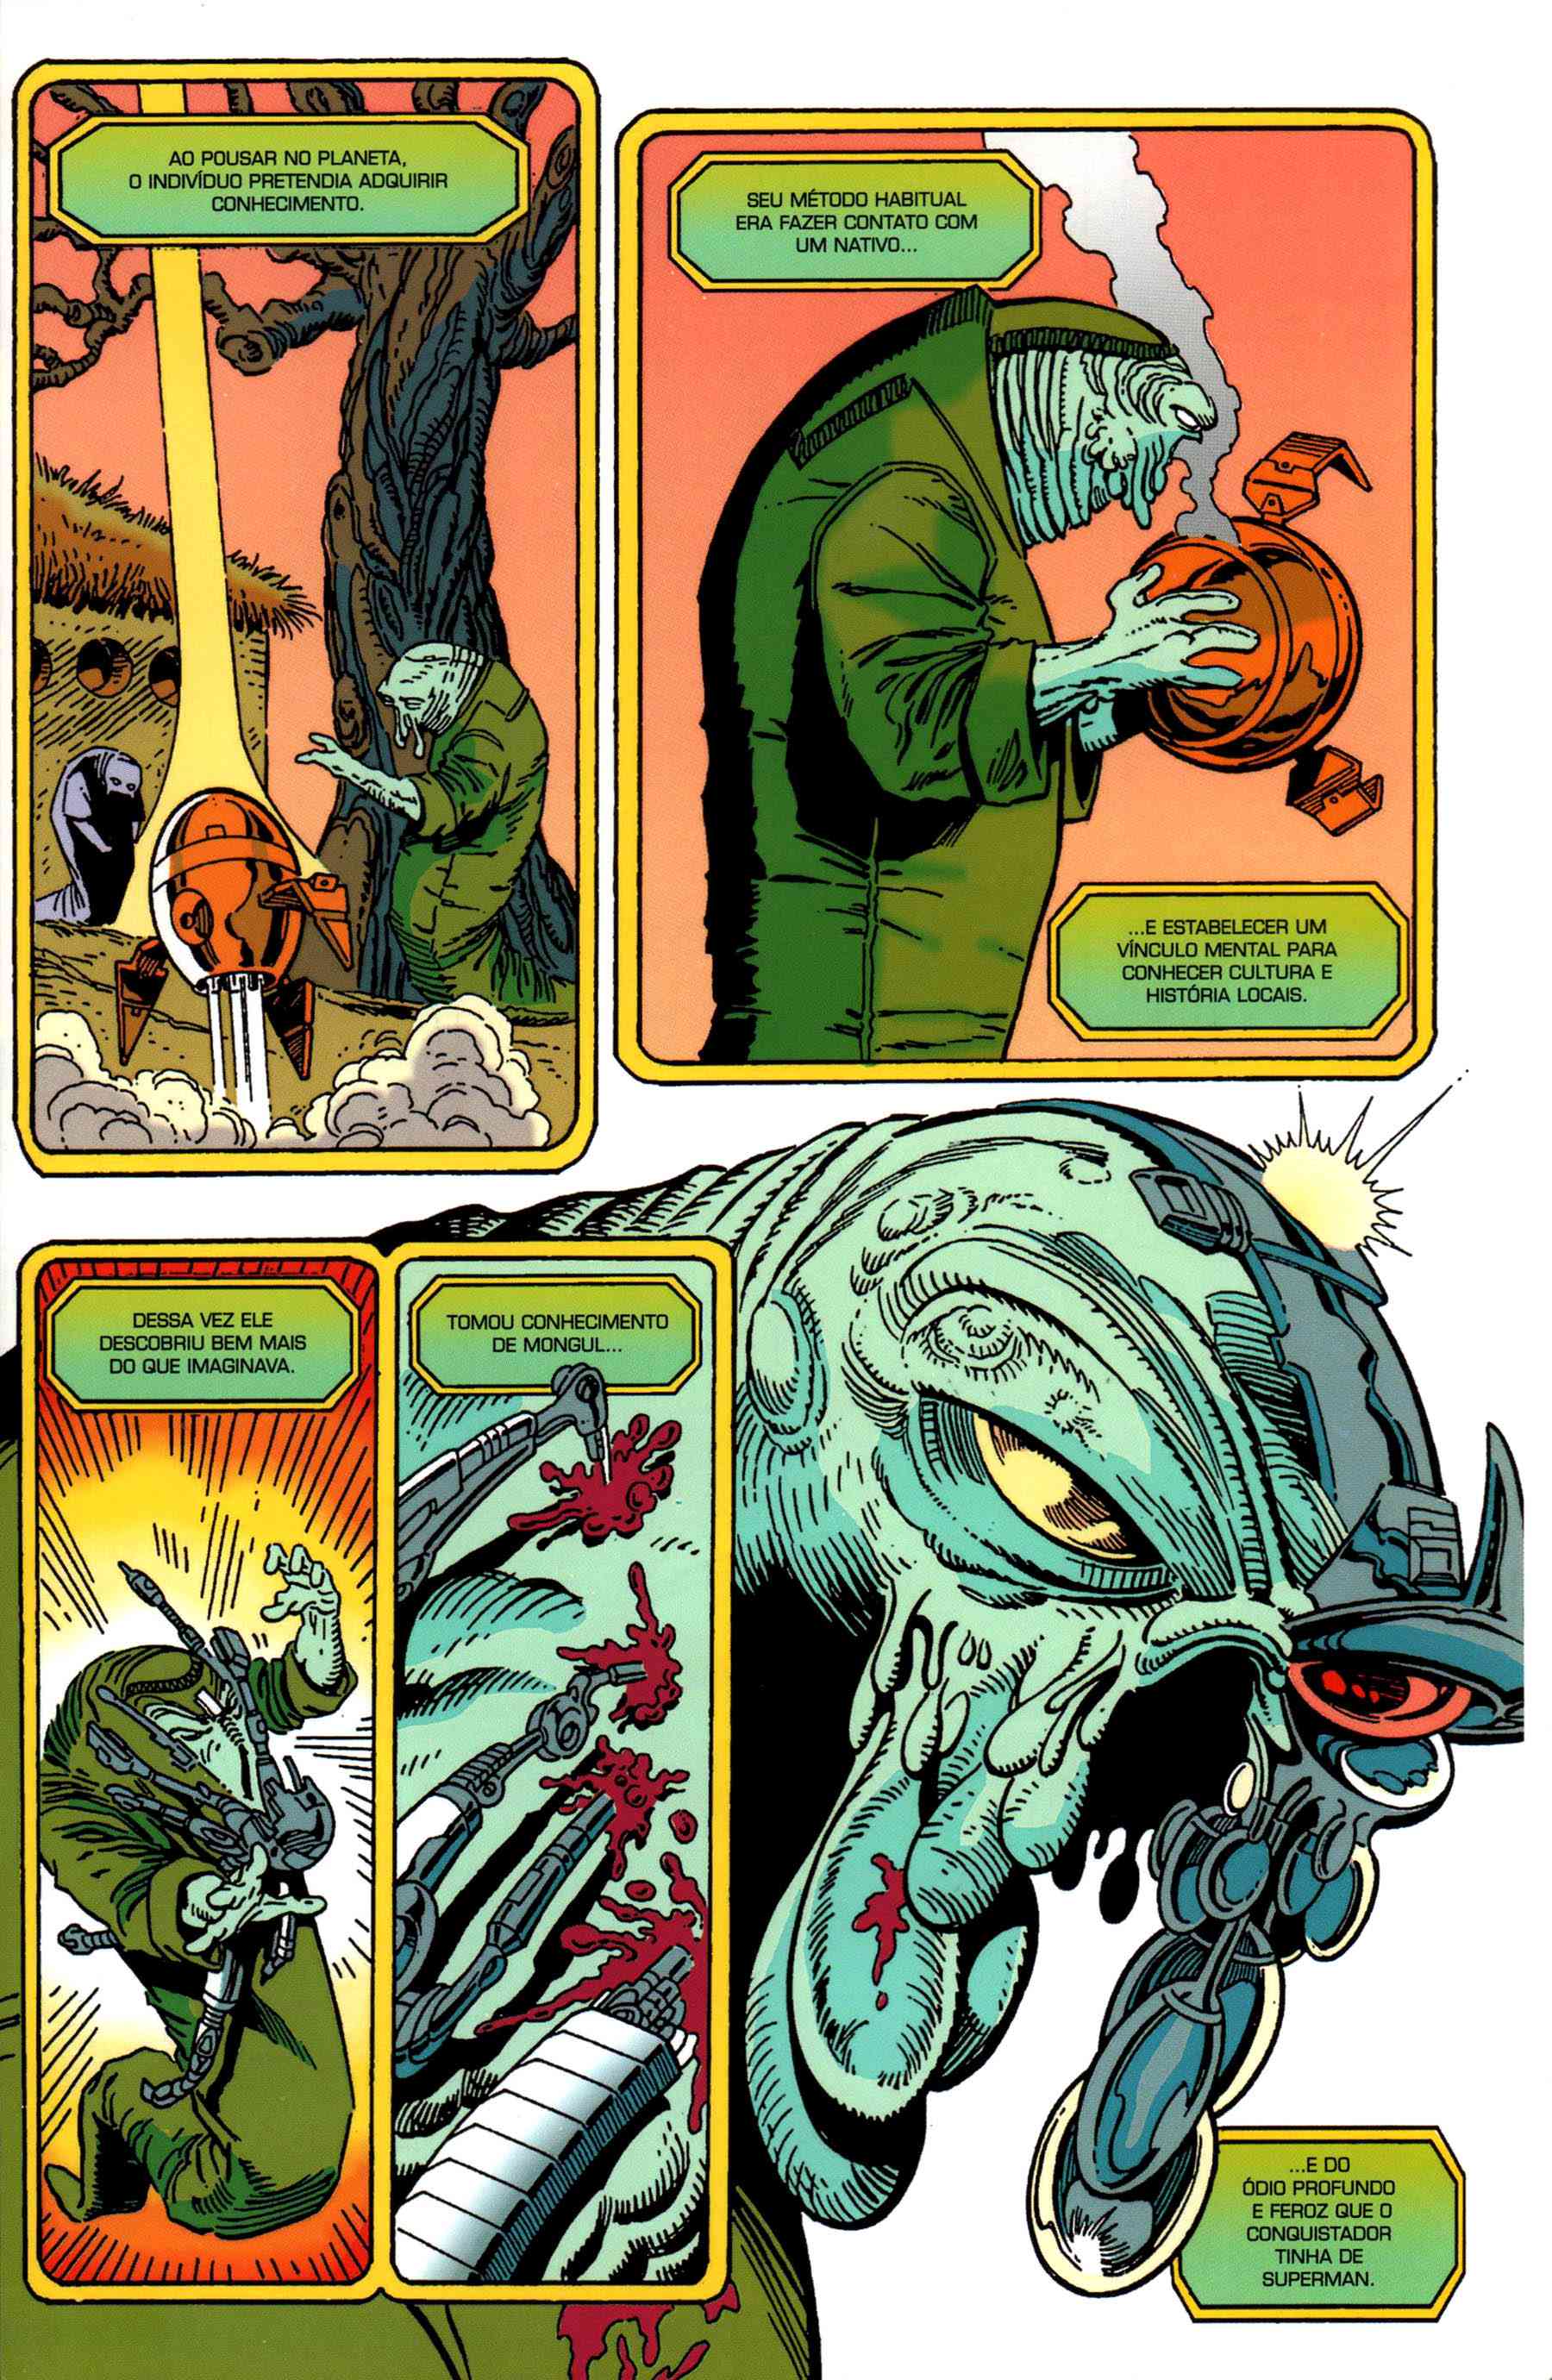 AO POUSAR NO PLANETA,
O INDIVÍDUO PRETENDIA ADQUIRIR
CONHECIMENTO.
SEU MÉTODO HABITUAL
ERA FAZER CONTATO COM
UM NATIVO...
...E ESTABELECER UM
VÍNCULO MENTAL PARA
CONHECER CULTURA E
HISTÓRIA LOCAIS.
DESSA VEZ ELE
DESCOBRIU BEM MAIS
DO QUE IMAGINAVA.
TOMOU CONHECIMENTO
DE MONGUL...
...E DO
ÓDIO PROFUNDO
E FEROZ QUE O
CONQUISTADOR
TINHA DE
SUPERMAN.